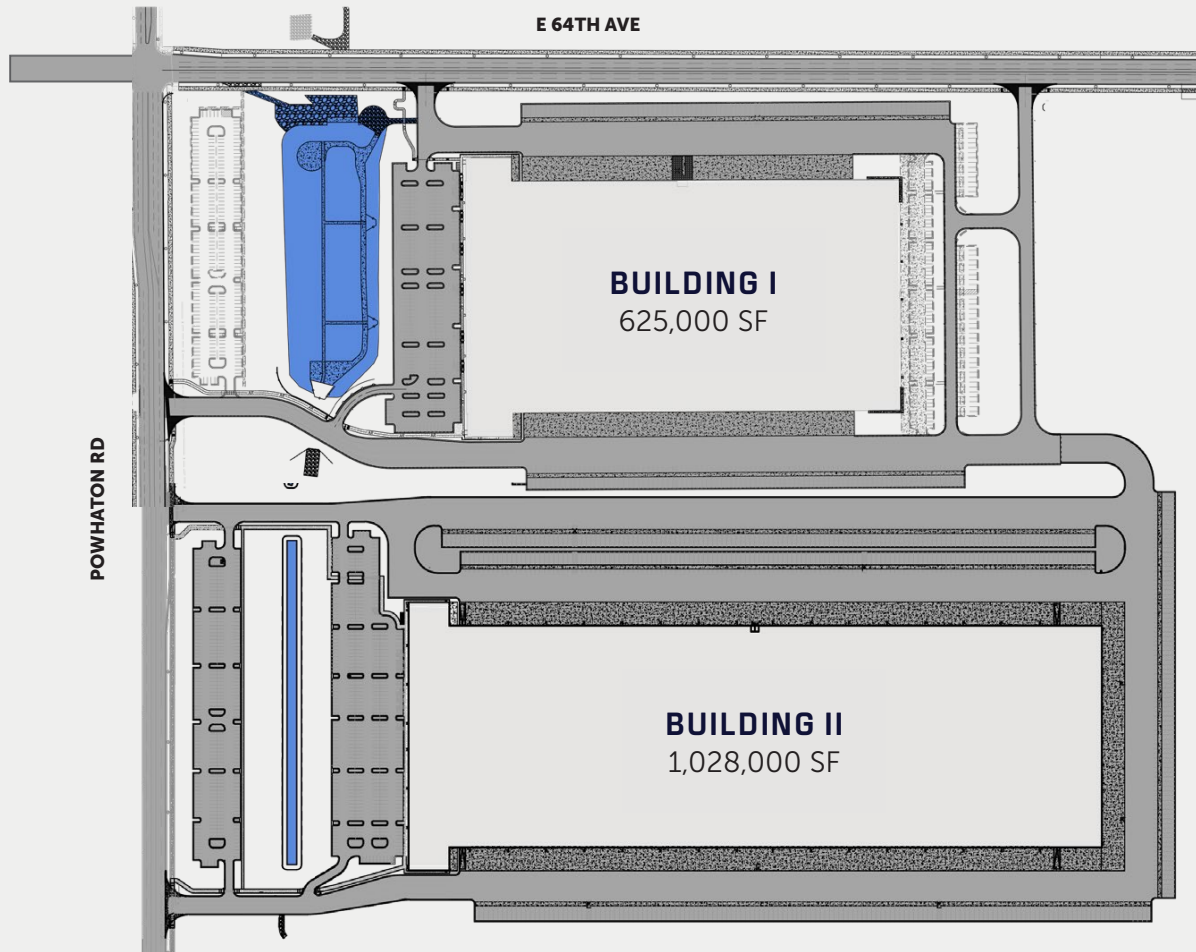 E 64TH AVE
BUILDING I
625,000 SF
POWHATON RD
BUILDING II
1,028,000 SF